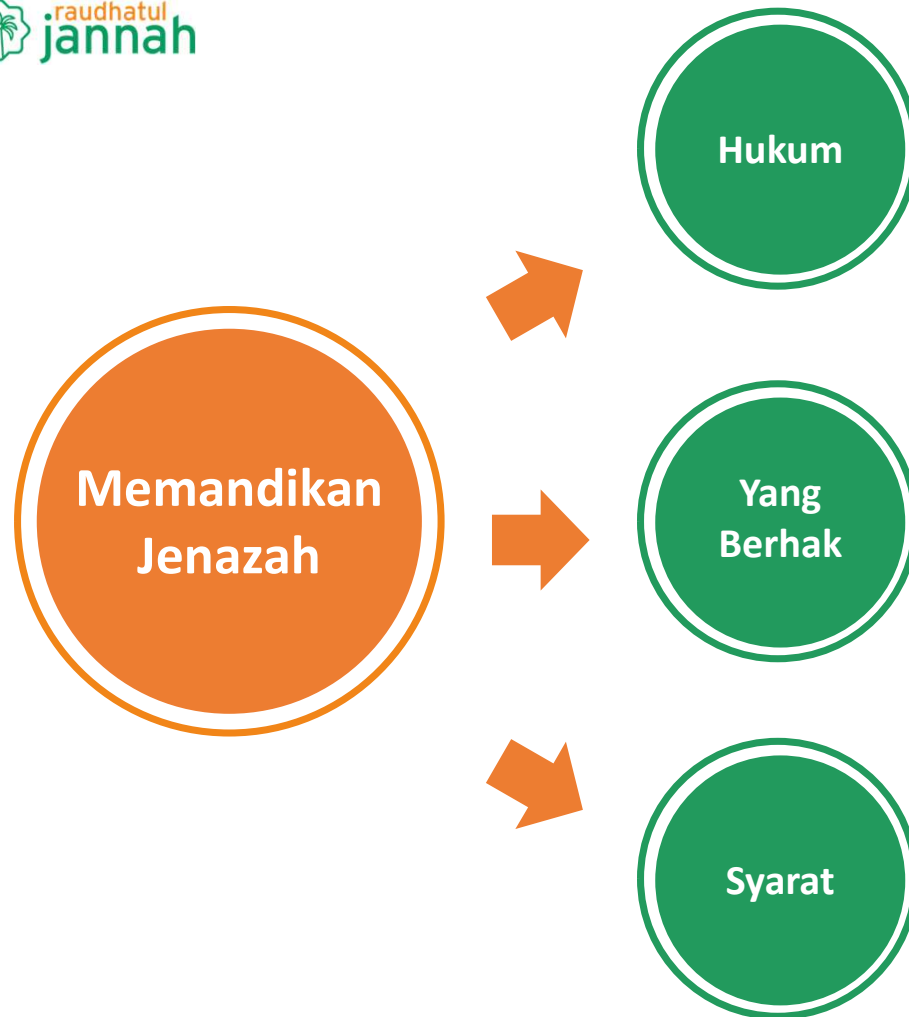 raudhatul
jannah
Hukum
Memandikan
Jenazah
Yang
Berhak
Syarat